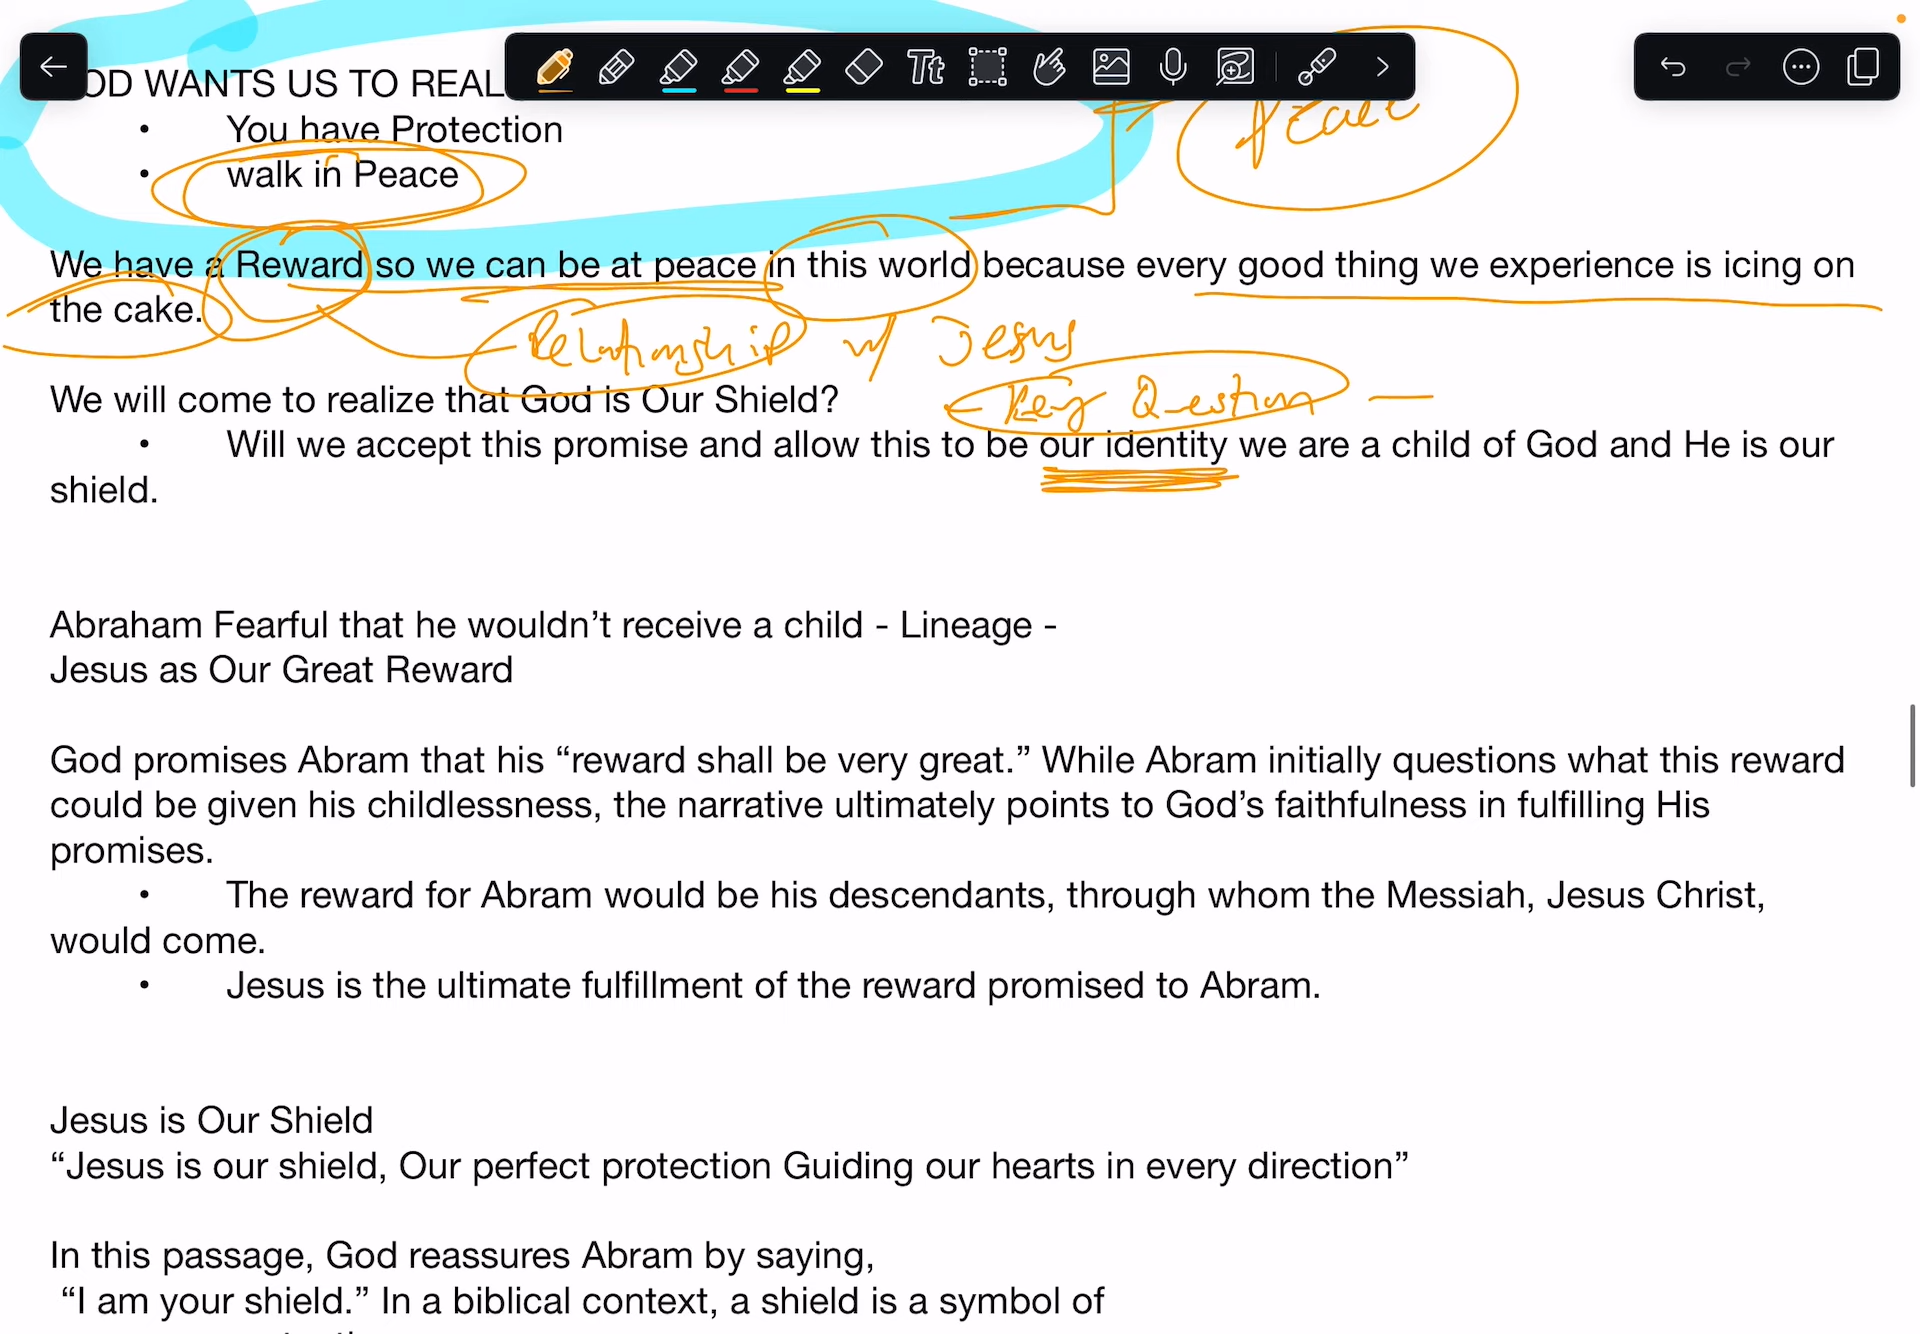 OD WANTS US TO REAL
• You have Protection
• walk in Peace
Peace
We have a Reward so we can be at peace in this world because every good thing we experience is icing on
the cake.
Relationship w/ Jesus
We will come to realize that God is Our Shield?
Key Question —
• Will we accept this promise and allow this to be our identity we are a child of God and He is our
shield.
Abraham Fearful that he wouldn’t receive a child - Lineage -
Jesus as Our Great Reward
God promises Abram that his “reward shall be very great.” While Abram initially questions what this reward
could be given his childlessness, the narrative ultimately points to God’s faithfulness in fulfilling His
promises.
• The reward for Abram would be his descendants, through whom the Messiah, Jesus Christ,
would come.
• Jesus is the ultimate fulfillment of the reward promised to Abram.
Jesus is Our Shield
“Jesus is our shield, Our perfect protection Guiding our hearts in every direction”
In this passage, God reassures Abram by saying,
“I am your shield.” In a biblical context, a shield is a symbol of